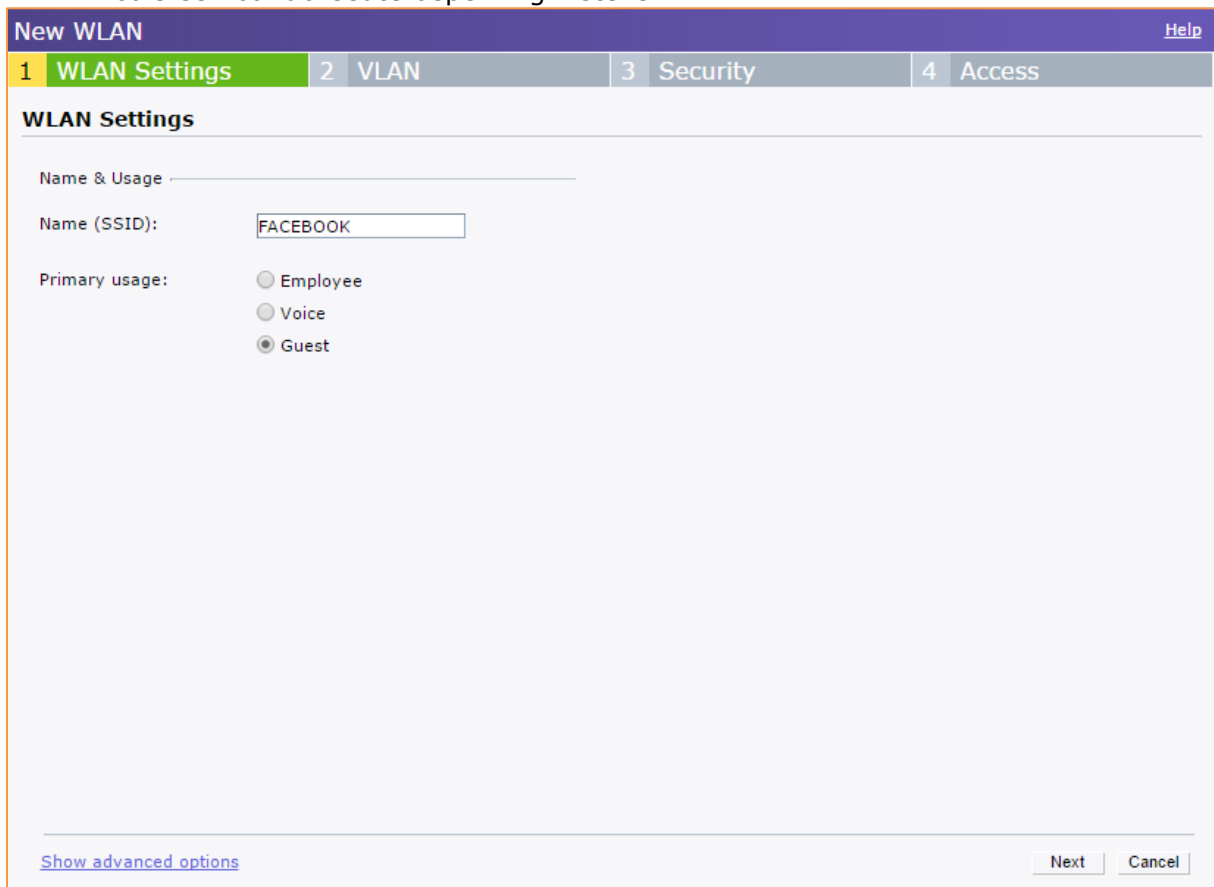 New WLAN Help
1 WLAN Settings 2 VLAN 3 Security 4 Access
WLAN Settings
Name & Usage
Name (SSID): FACEBOOK
Primary usage: Employee
Voice
Guest
Show advanced options Next Cancel